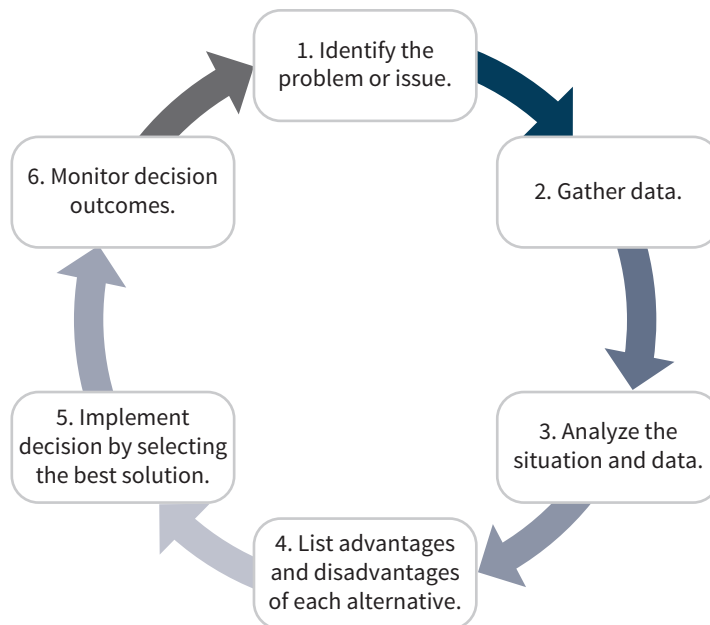 1. Identify the
problem or issue.
2. Gather data.
3. Analyze the
situation and data.
4. List advantages
and disadvantages
of each alternative.
5. Implement
decision by selecting
the best solution.
6. Monitor decision
outcomes.